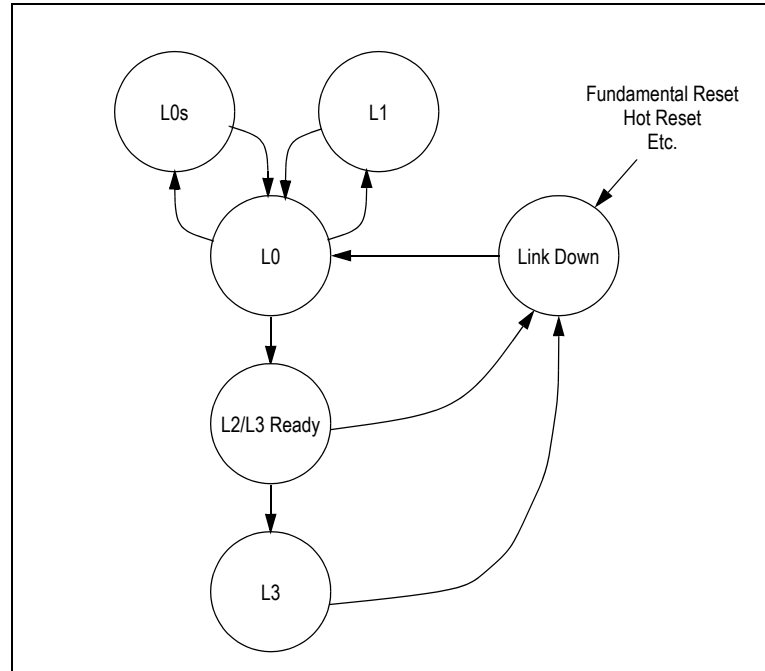 L0s
L1
Fundamental Reset
Hot Reset
Etc.
L0
Link Down
L2/L3 Ready
L3